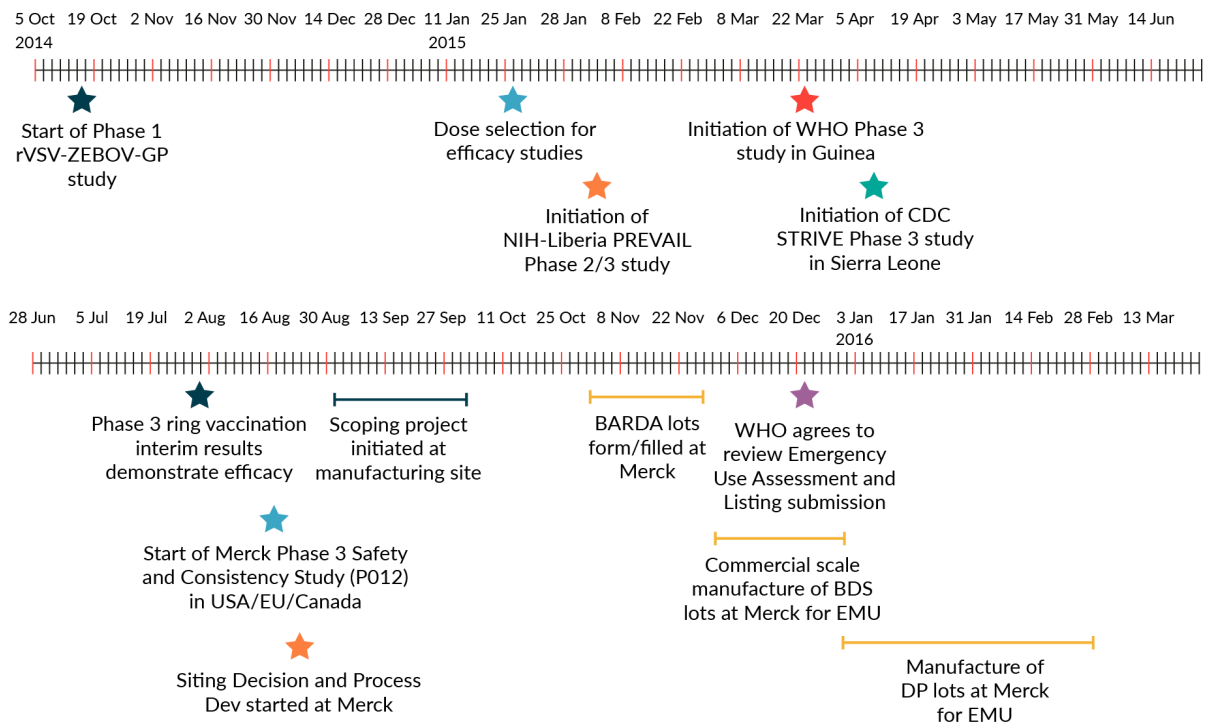 5 Oct 19 Oct 2 Nov 16 Nov 30 Nov 14 Dec 28 Dec 11 Jan 25 Jan 28 Jan 8 Feb 22 Feb 8 Mar 22 Mar 5 Apr 19 Apr 3 May 17 May 31 May 14 Jun
2014 2015
Start of Phase 1
rVSV-ZEBOV-GP
study
Dose selection for
efficacy studies
Initiation of WHO Phase 3
study in Guinea
Initiation of
NIH-Liberia PREVAIL
Phase 2/3 study
Initiation of CDC
STRIVE Phase 3 study
in Sierra Leone
28 Jun 5 Jul 19 Jul 2 Aug 16 Aug 30 Aug 13 Sep 27 Sep 11 Oct 25 Oct 8 Nov 22 Nov 6 Dec 20 Dec 3 Jan 17 Jan 31 Jan 14 Feb 28 Feb 13 Mar
2016
Phase 3 ring vaccination
interim results
demonstrate efficacy
Scoping project
initiated at
manufacturing site
BARDA lots
form/filled at
Merck
WHO agrees to
review Emergency
Use Assessment and
Listing submission
Start of Merck Phase 3 Safety
and Consistency Study (P012)
in USA/EU/Canada
Commercial scale
manufacture of BDS
lots at Merck for EMU
Siting Decision and Process
Dev started at Merck
Manufacture of
DP lots at Merck
for EMU